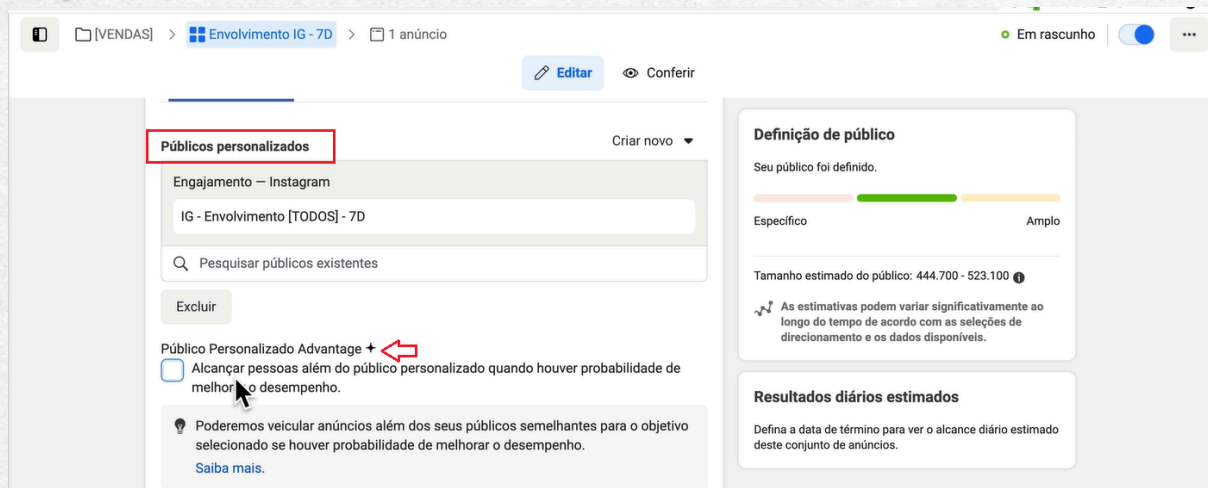 [VENDAS] > Envolvimento IG - 7D > 1 anúncio
Em rascunho
Editar
Conferir
Públicos personalizados
Criar novo
Engajamento — Instagram
IG - Envolvimento [TODOS] - 7D
Pesquisar públicos existentes
Excluir
Público Personalizado Advantage
Alcançar pessoas além do público personalizado quando houver probabilidade de
melhorar o desempenho.
Poderemos veicular anúncios além dos seus públicos semelhantes para o objetivo
selecionado se houver probabilidade de melhorar o desempenho.
Saiba mais.
Definição de público
Seu público foi definido.
Específico
Amplo
Tamanho estimado do público: 444.700 - 523.100
As estimativas podem variar significativamente ao
longo do tempo de acordo com as seleções de
direcionamento e os dados disponíveis.
Resultados diários estimados
Defina a data de término para ver o alcance diário estimado
deste conjunto de anúncios.